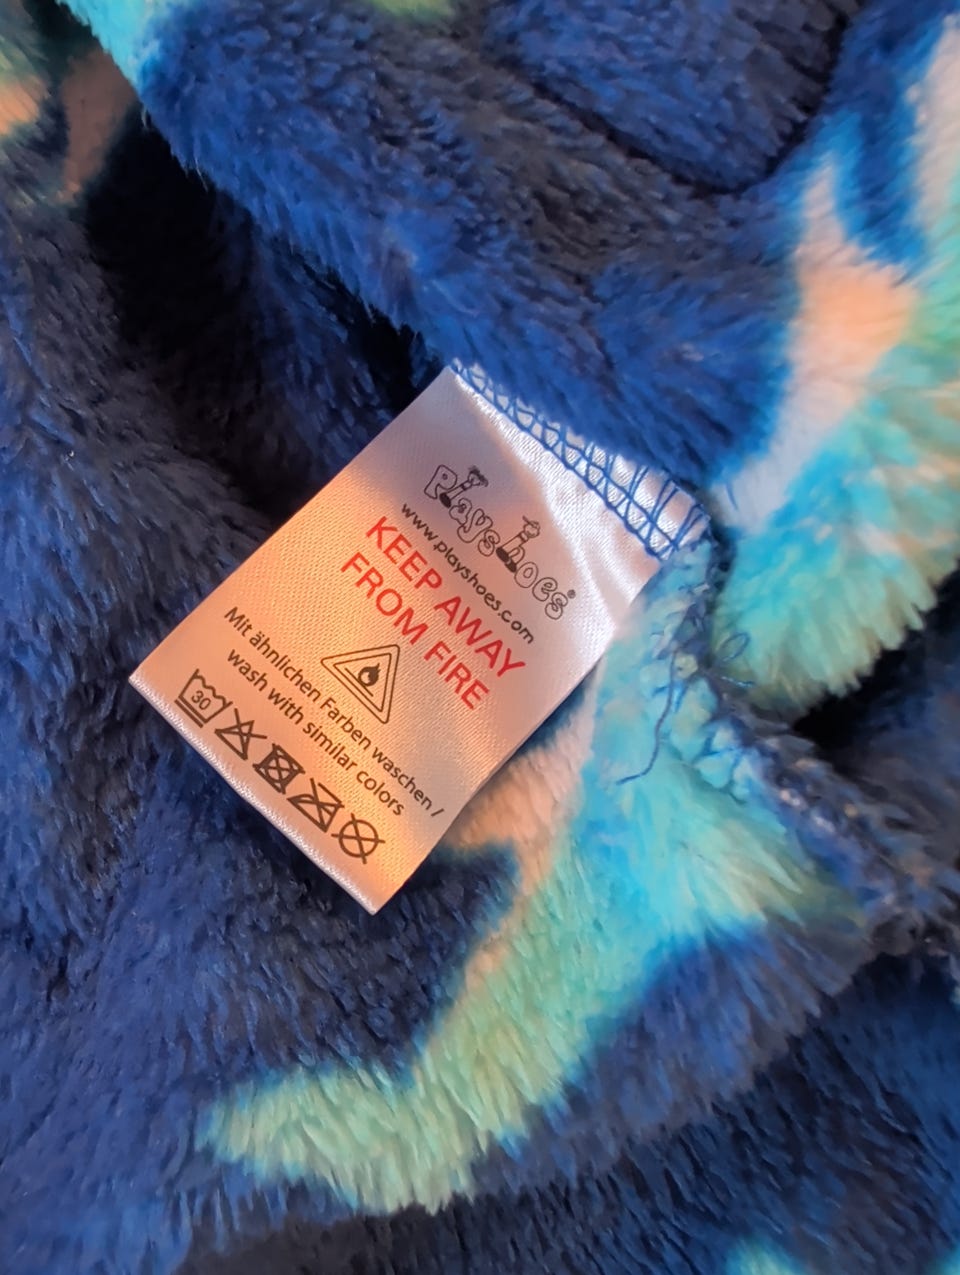 Playshoes®
www.playshoes.com
KEEP AWAY
FROM FIRE
Mit ähnlichen Farben waschen /
wash with similar colors
30